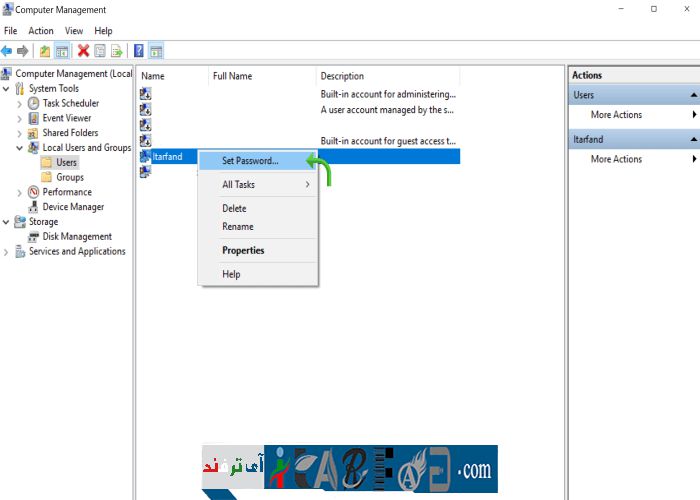 Computer Management
File Action View Help
Computer Management (Local
System Tools
Task Scheduler
Event Viewer
Shared Folders
Local Users and Groups
Users
Groups
Performance
Device Manager
Storage
Disk Management
Services and Applications
Name Full Name Description
Built-in account for administering...
A user account managed by the s...
Built-in account for guest access t...
Itarfand
Set Password...
All Tasks
Delete
Rename
Properties
Help
Actions
Users
More Actions
Itarfand
More Actions
آی ترفند
.com